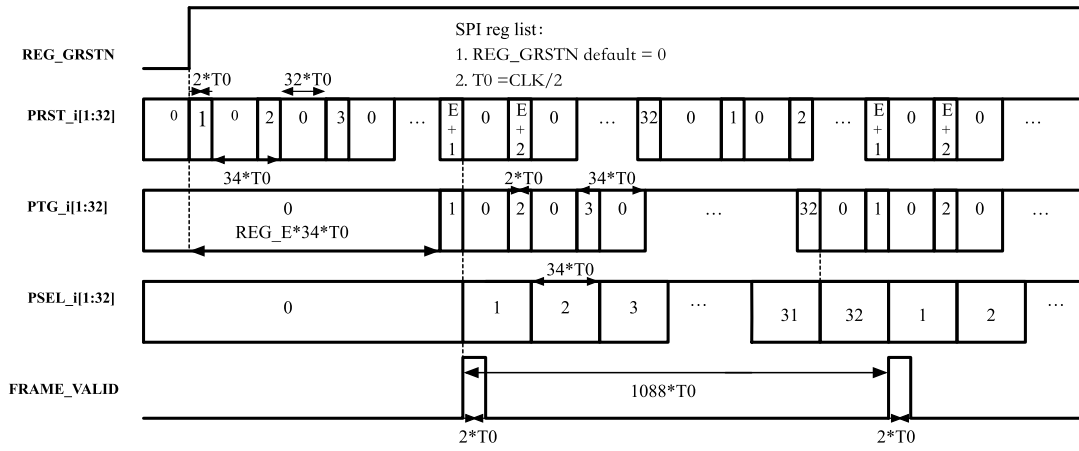 SPI reg list:
REG_GRSTN
1. REG_GRSTN default = 0
2. T0 =CLK/2
2*T0
32*T0
PRST_i[1:32]
0 1 0 2 0 3 0 ... E+1 0 E+2 0 ... 32 0 1 0 2 ... E+1 0 E+2 0 ...
34*T0
2*T0
34*T0
PTG_i[1:32]
0 1 0 2 0 3 0 ... 32 0 1 0 2 0 ...
REG_E*34*T0
34*T0
PSEL_i[1:32]
0 1 2 3 ... 31 32 1 2 ...
FRAME_VALID
1088*T0
2*T0
2*T0